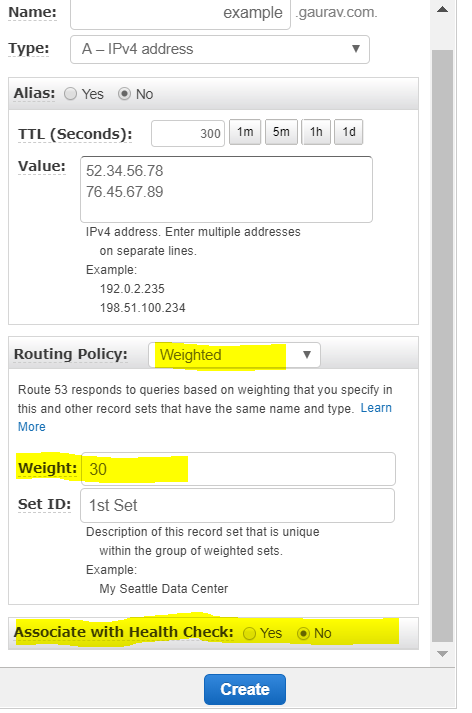 Name: example .gaurav.com.
Type: A – IPv4 address
Alias: Yes No
TTL (Seconds): 300 1m 5m 1h 1d
Value: 52.34.56.78
76.45.67.89
IPv4 address. Enter multiple addresses
on separate lines.
Example:
192.0.2.235
198.51.100.234
Routing Policy: Weighted
Route 53 responds to queries based on weighting that you specify in
this and other record sets that have the same name and type. Learn
More
Weight: 30
Set ID: 1st Set
Description of this record set that is unique
within the group of weighted sets.
Example:
My Seattle Data Center
Associate with Health Check: Yes No
Create